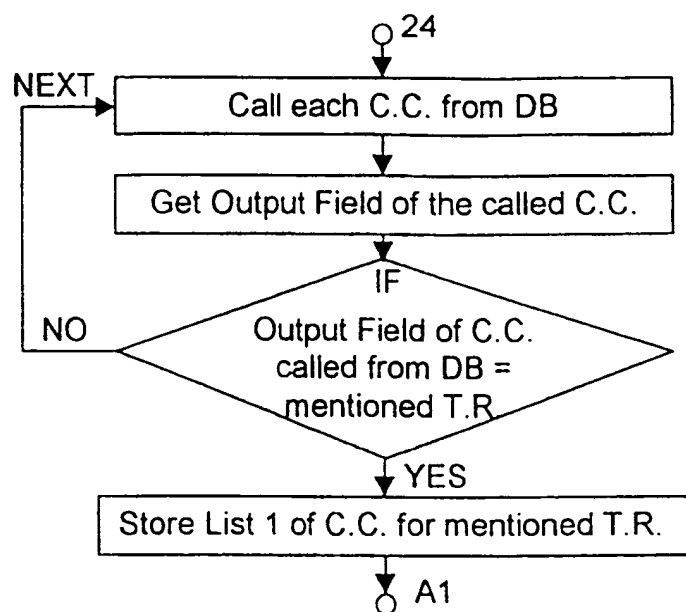 24
NEXT
Call each C.C. from DB
Get Output Field of the called C.C.
IF
NO
Output Field of C.C.
called from DB =
mentioned T.R.
YES
Store List 1 of C.C. for mentioned T.R.
A1